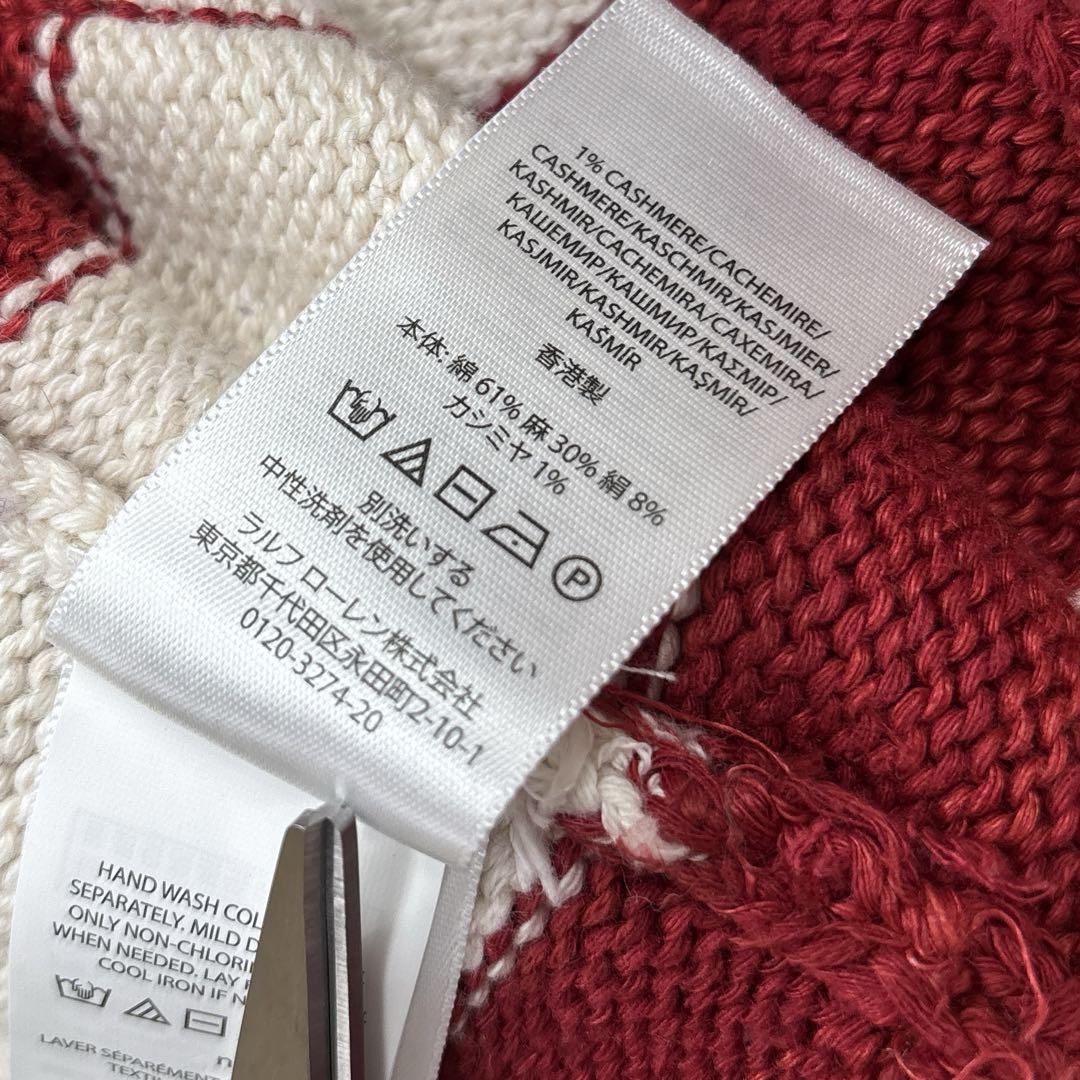 1% CASHMERE/CACHEMIRE/
CASHMERE/KASCHMIR/KASJMIER/
KASHMIR/CACHEMIRA/CAXEMIRA/
КАШЕМИР/КАШМИР/ΚΑΣΜΙΡ/
KASJMIR/KASHMIR/KAŞMIR/
KAŠMÍR
香港製
本体: 綿 61% 麻 30% 絹 8%
カシミヤ 1%
P
別洗いする
中性洗剤を使用してください
ラルフ ローレン株式会社
東京都千代田区永田町2-10-1
0120-3274-20
HAND WASH COL
SEPARATELY. MILD D
ONLY NON-CHLORI
WHEN NEEDED. LAY F
COOL IRON IF N
LAVER SÉPARÉMENT
TEXTIL